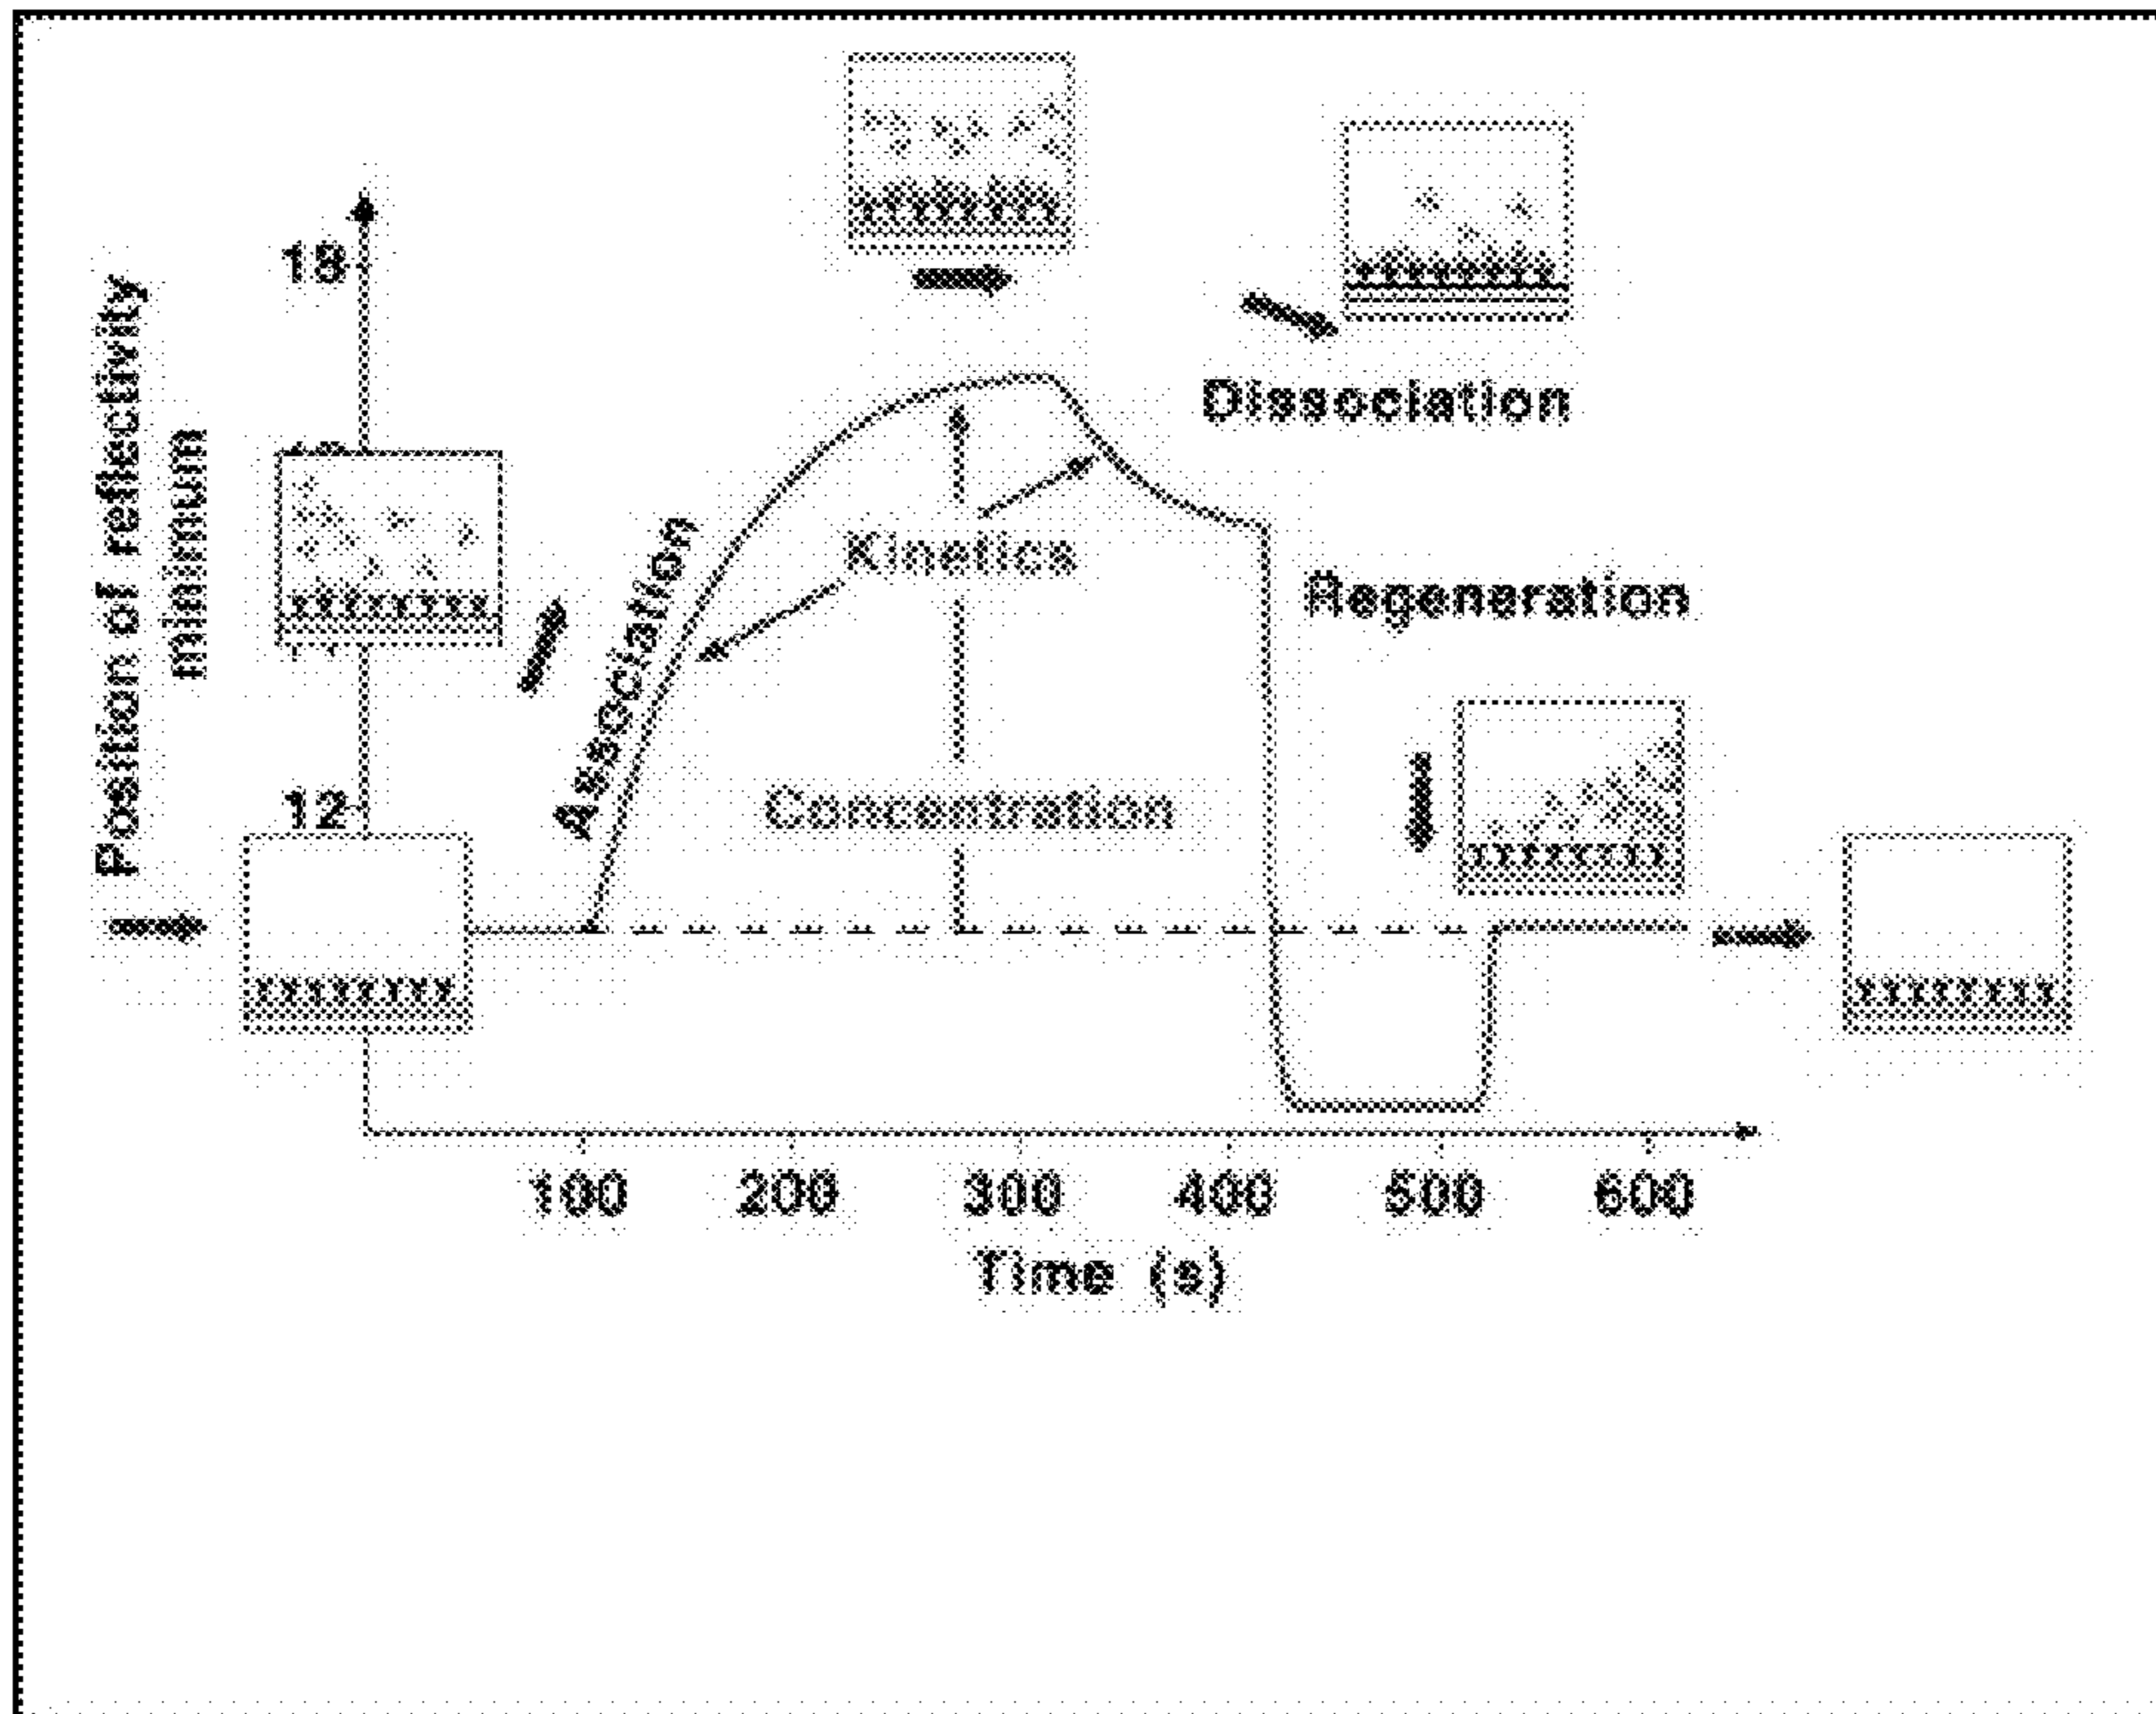 Position of reflectivity
minimum
18
12
Association
Kinetics
Concentration
Dissociation
Regeneration
100 200 300 400 500 600
Time (s)